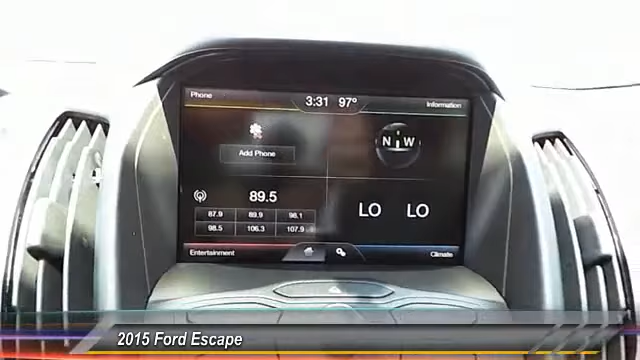 Phone
3:31 97°
Information
Add Phone
N W
89.5
87.9 89.9 98.1
98.5 106.3 107.9
LO LO
Entertainment
Climate
2015 Ford Escape